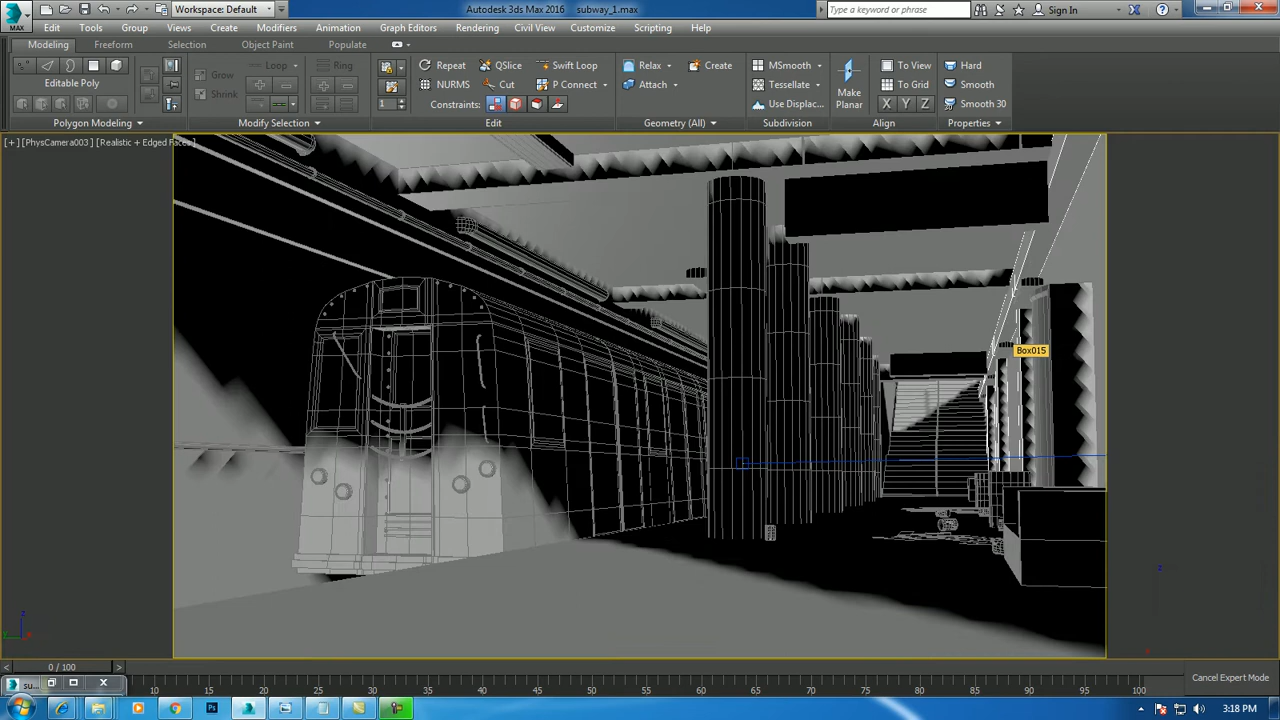 MAX
Workspace: Default
Autodesk 3ds Max 2016 subway_1.max
Type a keyword or phrase
Sign In
Edit Tools Group Views Create Modifiers Animation Graph Editors Rendering Civil View Customize Scripting Help
Modeling Freeform Selection Object Paint Populate
Editable Poly
Polygon Modeling
Grow
Shrink
Loop
Ring
Modify Selection
1
Repeat QSlice Swift Loop
NURMS Cut P Connect
Constraints:
Edit
Relax Create
Attach
Geometry (All)
MSmooth
Tessellate
Use Displac...
Subdivision
Make
Planar
To View
To Grid
X Y Z
Align
Hard
Smooth
Smooth 30
Properties
[+] [PhysCamera003] [Realistic + Edged Faces]
Box015
z
z
x
y
x
< 0 / 100 >
su...
10 15 20 25 30 35 40 45 50 55 60 65 70 75 80 85 90 95 100
Cancel Expert Mode
Ps
3:18 PM